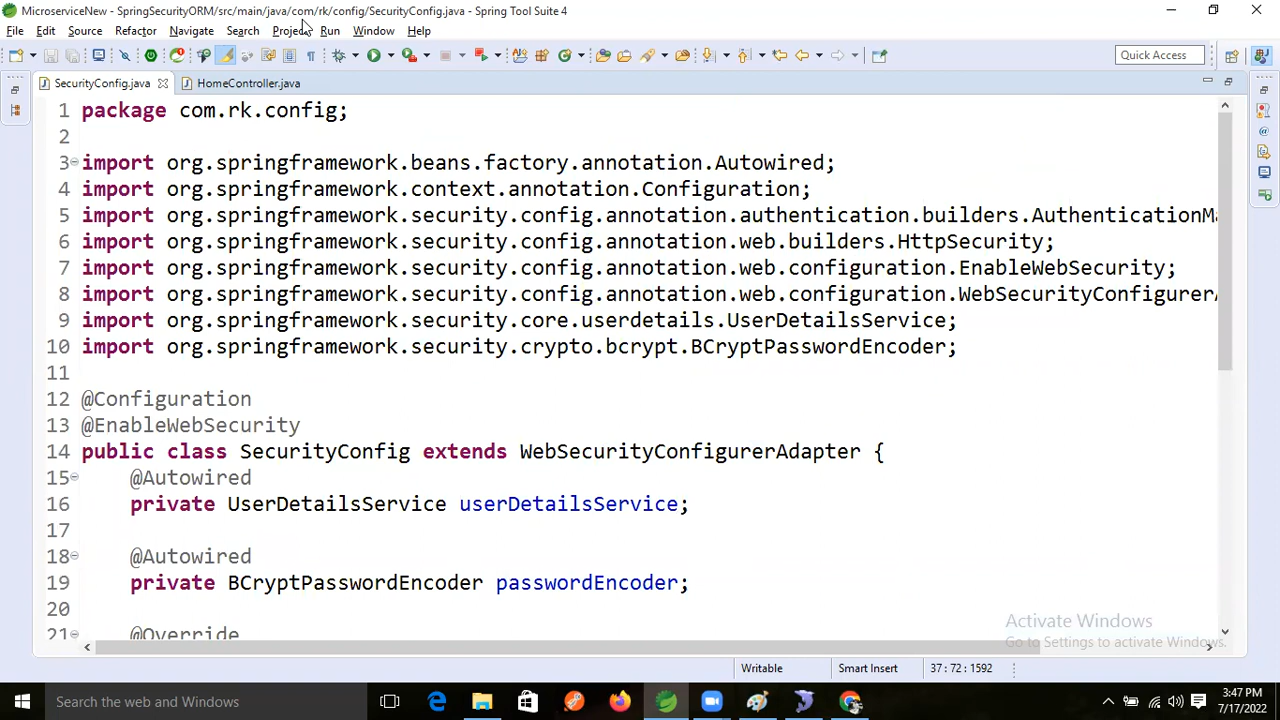 MicroserviceNew - SpringSecurityORM/src/main/java/com/rk/config/SecurityConfig.java - Spring Tool Suite 4
File Edit Source Refactor Navigate Search Project Run Window Help
Quick Access
SecurityConfig.java HomeController.java
1 package com.rk.config;
2
3 import org.springframework.beans.factory.annotation.Autowired;
4 import org.springframework.context.annotation.Configuration;
5 import org.springframework.security.config.annotation.authentication.builders.AuthenticationMa
6 import org.springframework.security.config.annotation.web.builders.HttpSecurity;
7 import org.springframework.security.config.annotation.web.configuration.EnableWebSecurity;
8 import org.springframework.security.config.annotation.web.configuration.WebSecurityConfigurerA
9 import org.springframework.security.core.userdetails.UserDetailsService;
10 import org.springframework.security.crypto.bcrypt.BCryptPasswordEncoder;
11
12 @Configuration
13 @EnableWebSecurity
14 public class SecurityConfig extends WebSecurityConfigurerAdapter {
15 @Autowired
16 private UserDetailsService userDetailsService;
17
18 @Autowired
19 private BCryptPasswordEncoder passwordEncoder;
20
21 @Override
Activate Windows
Go to Settings to activate Windows.
Writable Smart Insert 37 : 72 : 1592
Search the web and Windows
3:47 PM
7/17/2022